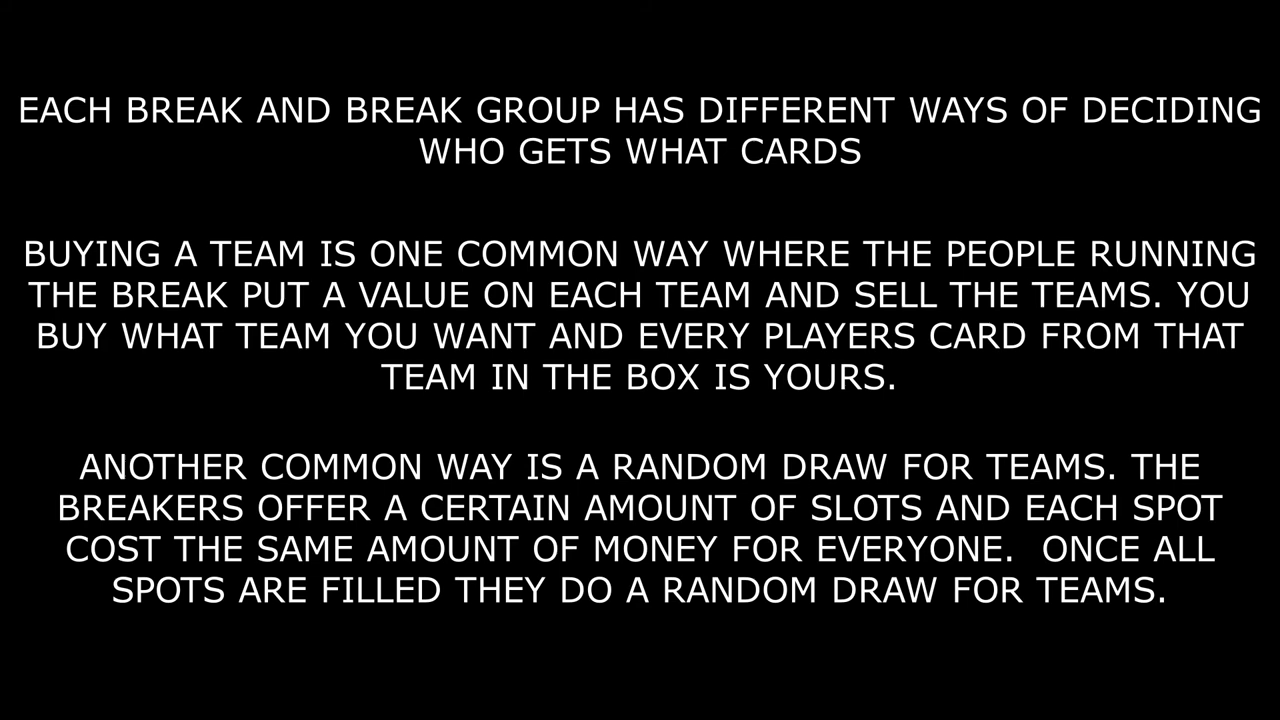 EACH BREAK AND BREAK GROUP HAS DIFFERENT WAYS OF DECIDING
WHO GETS WHAT CARDS
BUYING A TEAM IS ONE COMMON WAY WHERE THE PEOPLE RUNNING
THE BREAK PUT A VALUE ON EACH TEAM AND SELL THE TEAMS. YOU
BUY WHAT TEAM YOU WANT AND EVERY PLAYERS CARD FROM THAT
TEAM IN THE BOX IS YOURS.
ANOTHER COMMON WAY IS A RANDOM DRAW FOR TEAMS. THE
BREAKERS OFFER A CERTAIN AMOUNT OF SLOTS AND EACH SPOT
COST THE SAME AMOUNT OF MONEY FOR EVERYONE.  ONCE ALL
SPOTS ARE FILLED THEY DO A RANDOM DRAW FOR TEAMS.